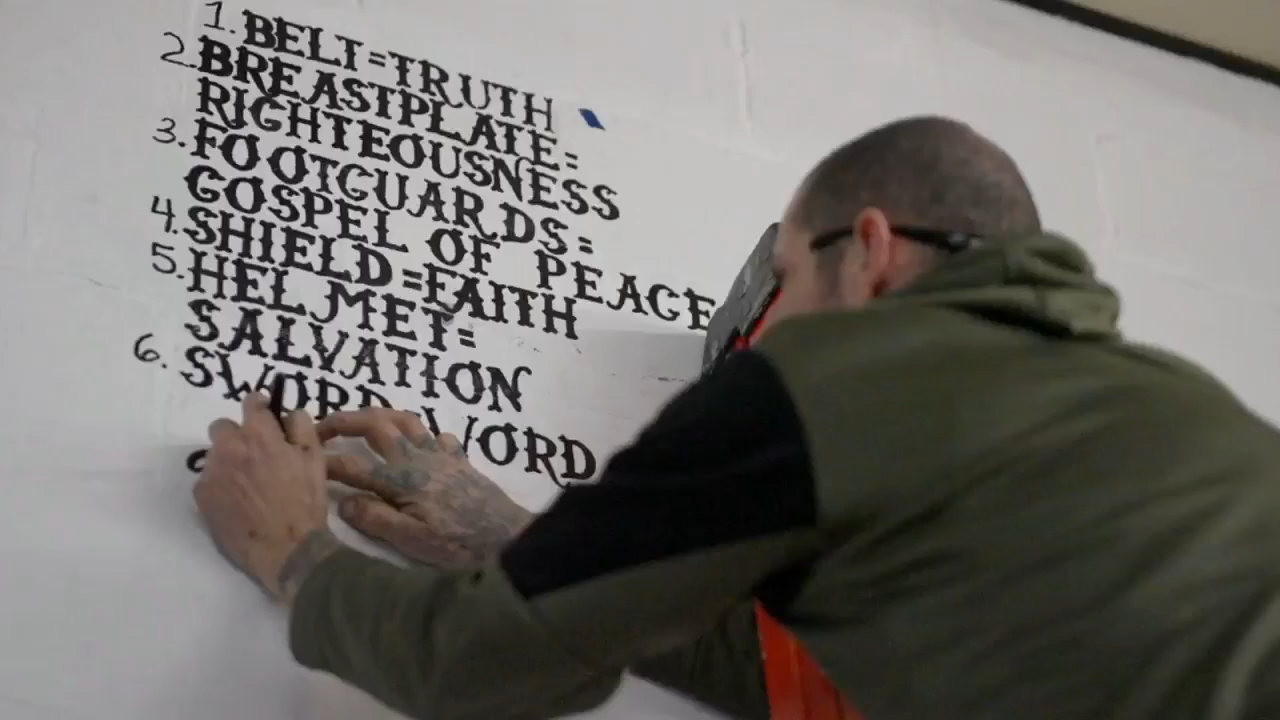 1. BELT=TRUTH
2. BREASTPLATE=
RIGHTEOUSNESS
3. FOOTGUARDS=
GOSPEL OF PEACE
4. SHIELD=FAITH
5. HELMET=
SALVATION
6. SWORD WORD